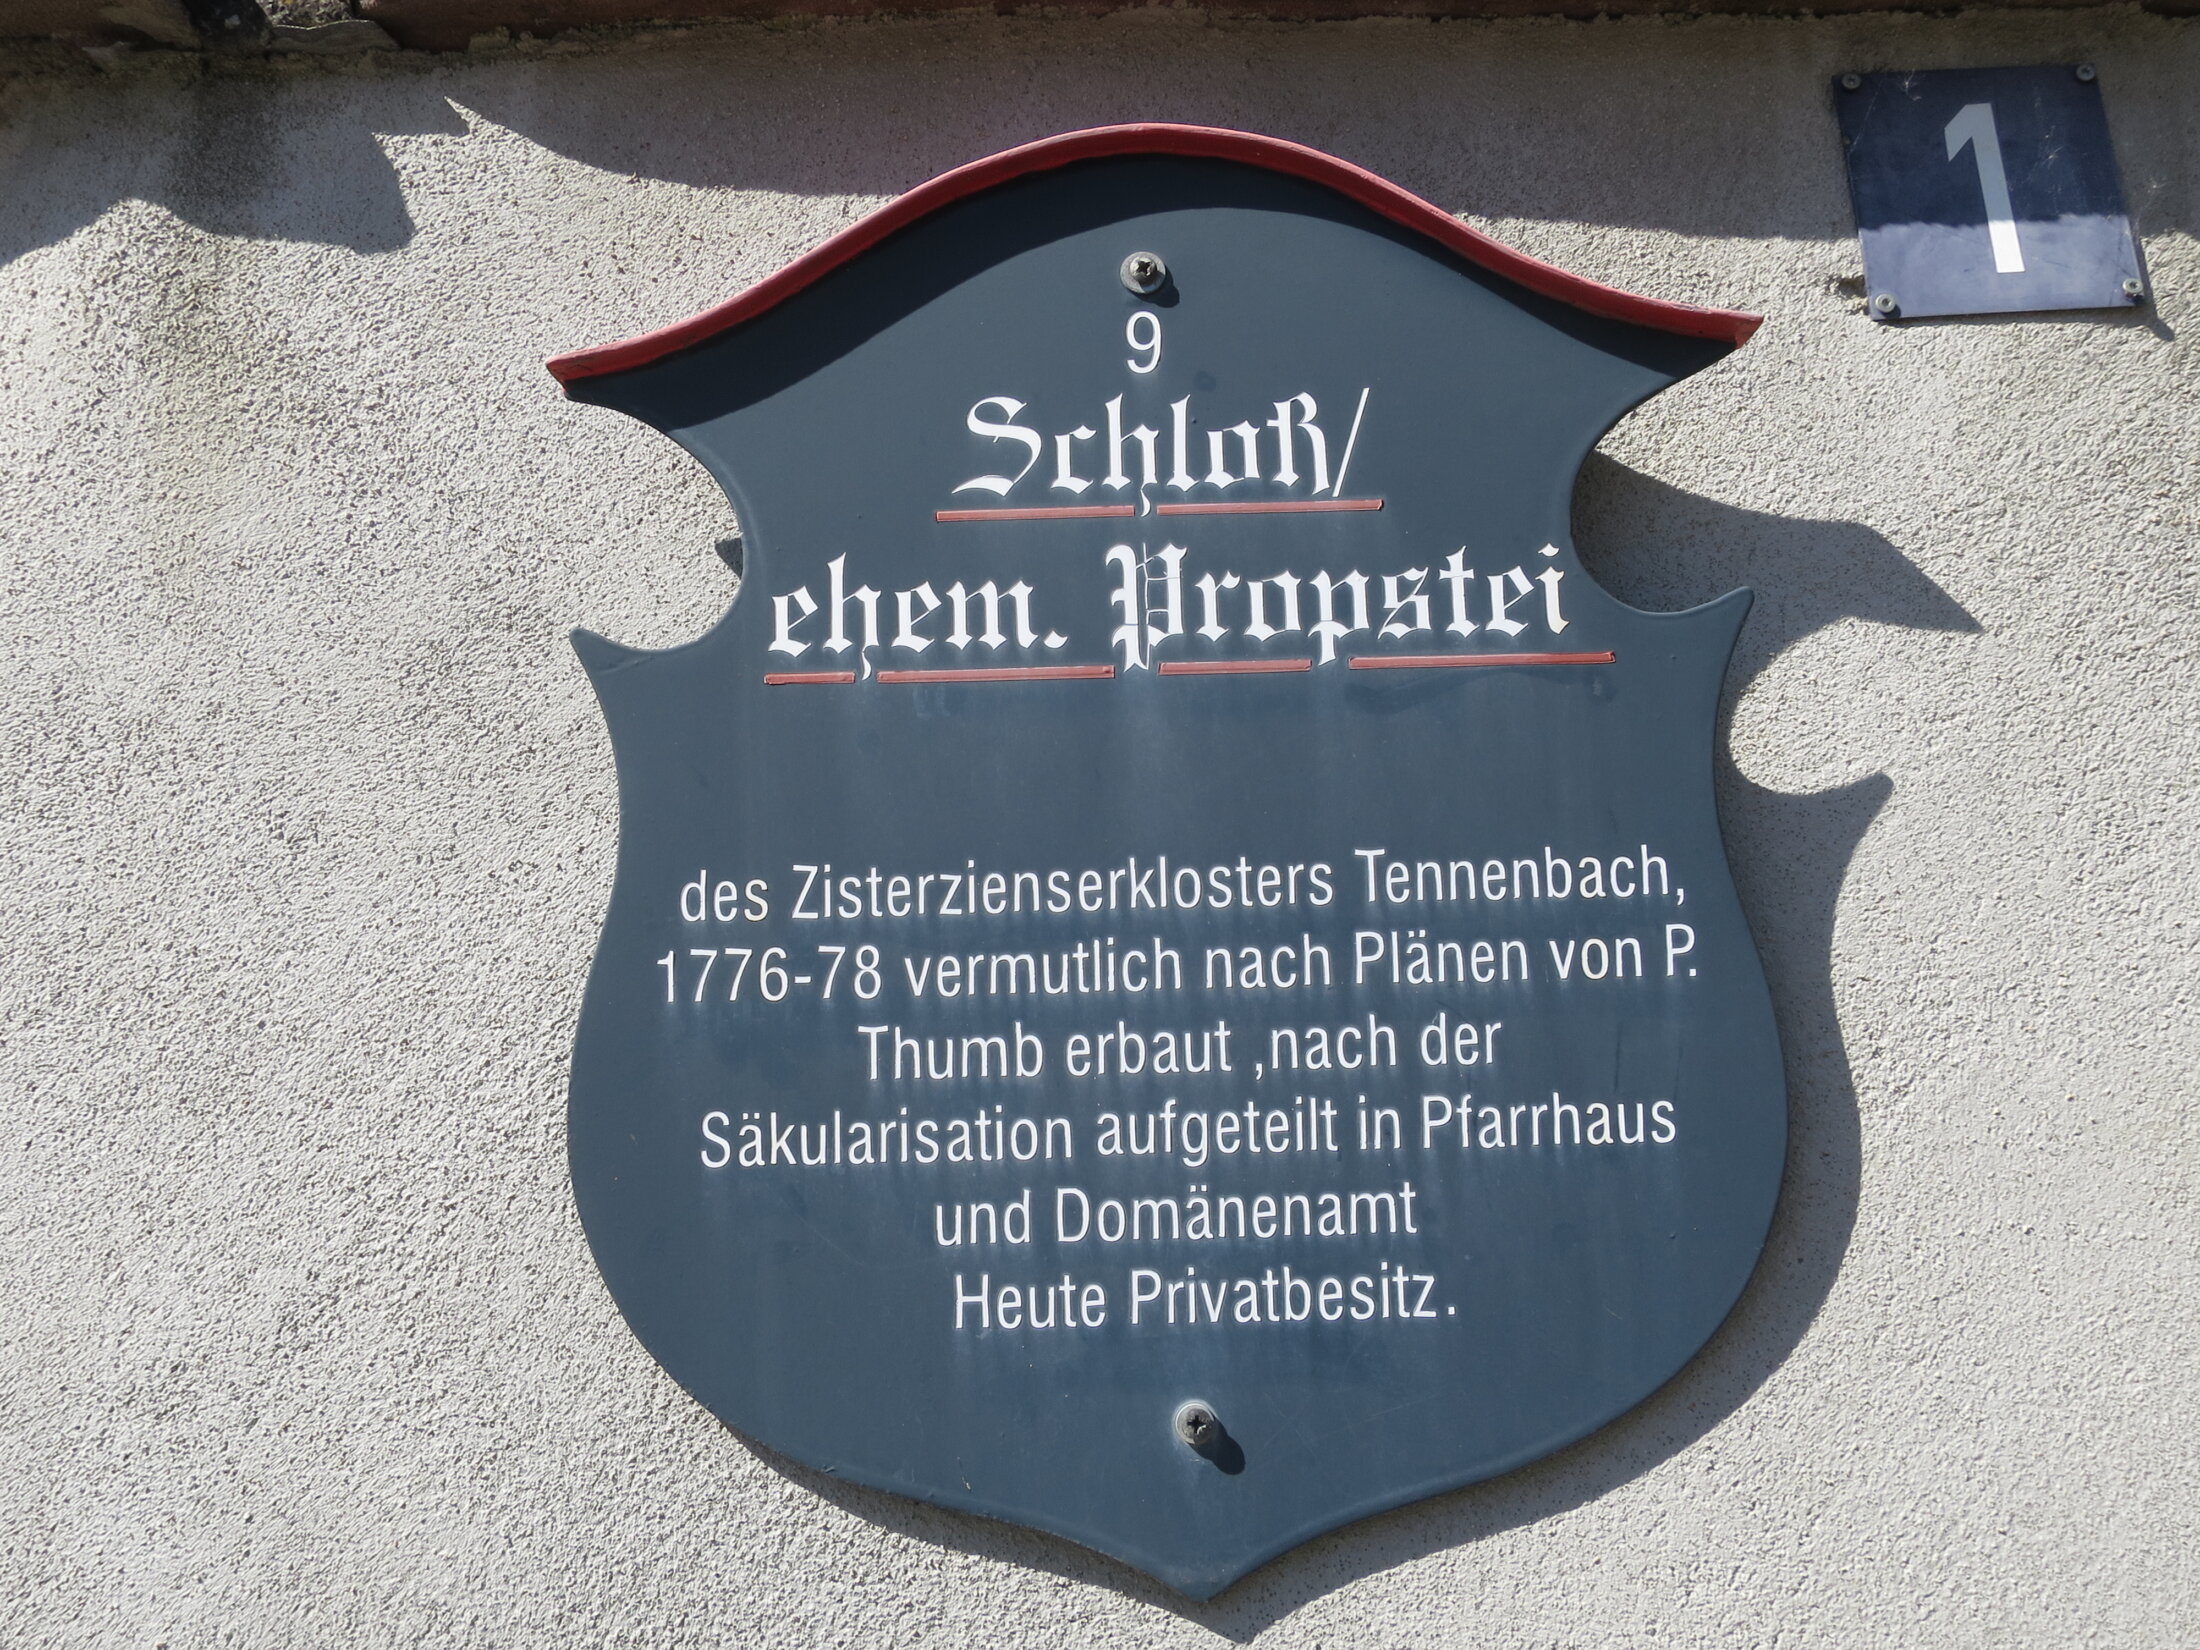 1
9
Schloß/
ehem. Propstei
des Zisterzienserklosters Tennenbach,
1776-78 vermutlich nach Plänen von P.
Thumb erbaut ,nach der
Säkularisation aufgeteilt in Pfarrhaus
und Domänenamt
Heute Privatbesitz.